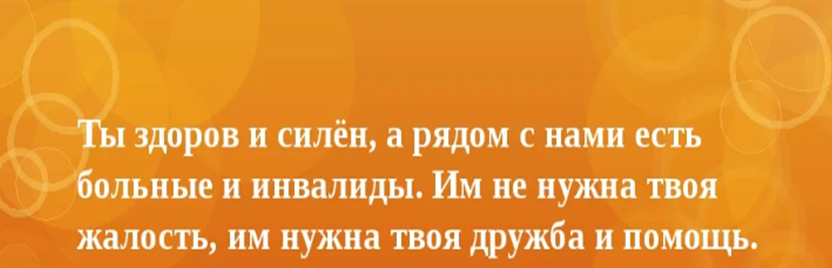 Ты здоров и силён, а рядом с нами есть
больные и инвалиды. Им не нужна твоя
жалость, им нужна твоя дружба и помощь.